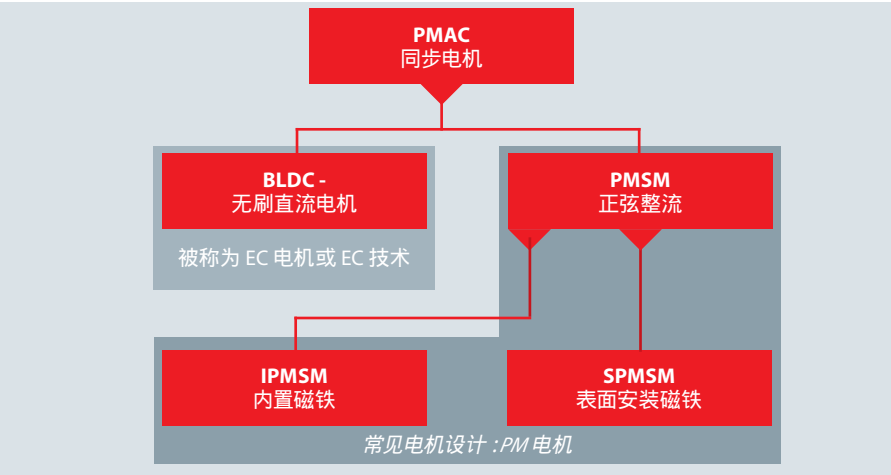 PMAC
同步电机
BLDC -
无刷直流电机
PMSM
正弦整流
被称为 EC 电机或 EC 技术
IPMSM
内置磁铁
SPMSM
表面安装磁铁
常见电机设计：PM 电机